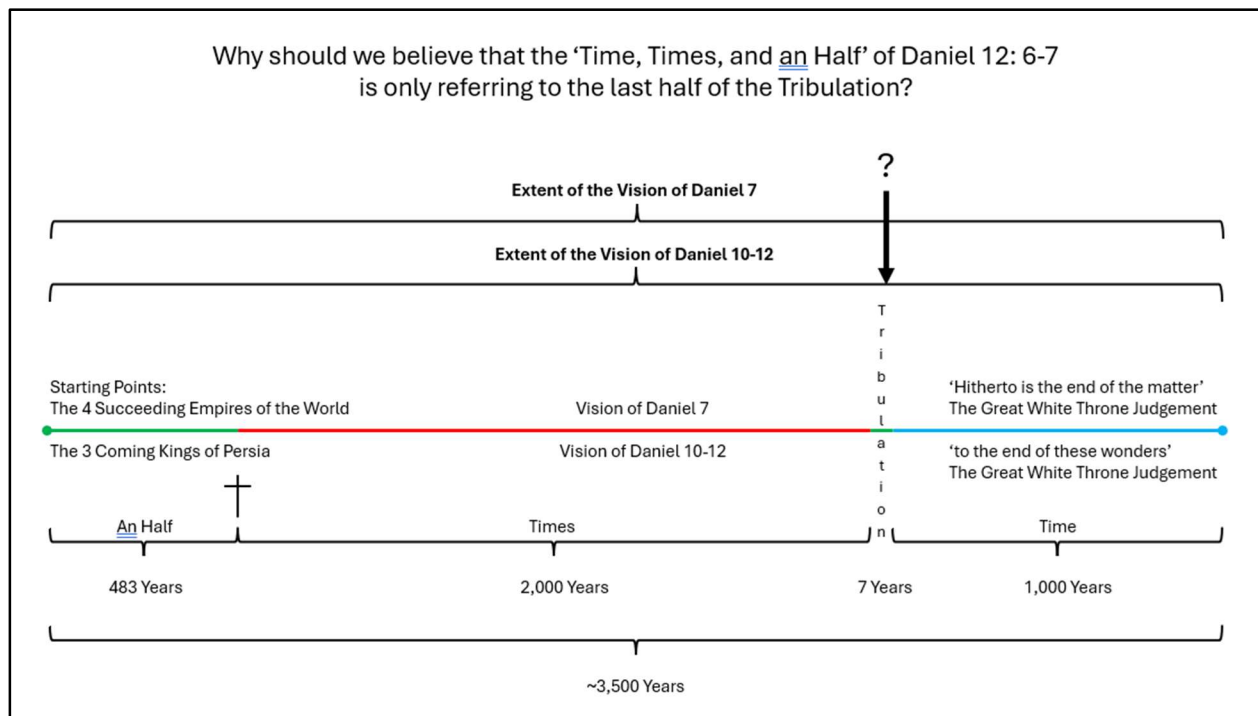 Why should we believe that the ‘Time, Times, and an Half’ of Daniel 12: 6-7
is only referring to the last half of the Tribulation?
?
Extent of the Vision of Daniel 7
Extent of the Vision of Daniel 10-12
Tribulation
Starting Points:
The 4 Succeeding Empires of the World
Vision of Daniel 7
‘Hitherto is the end of the matter’
The Great White Throne Judgement
The 3 Coming Kings of Persia
Vision of Daniel 10-12
‘to the end of these wonders’
The Great White Throne Judgement
An Half
Times
Time
483 Years
2,000 Years
7 Years
1,000 Years
~3,500 Years